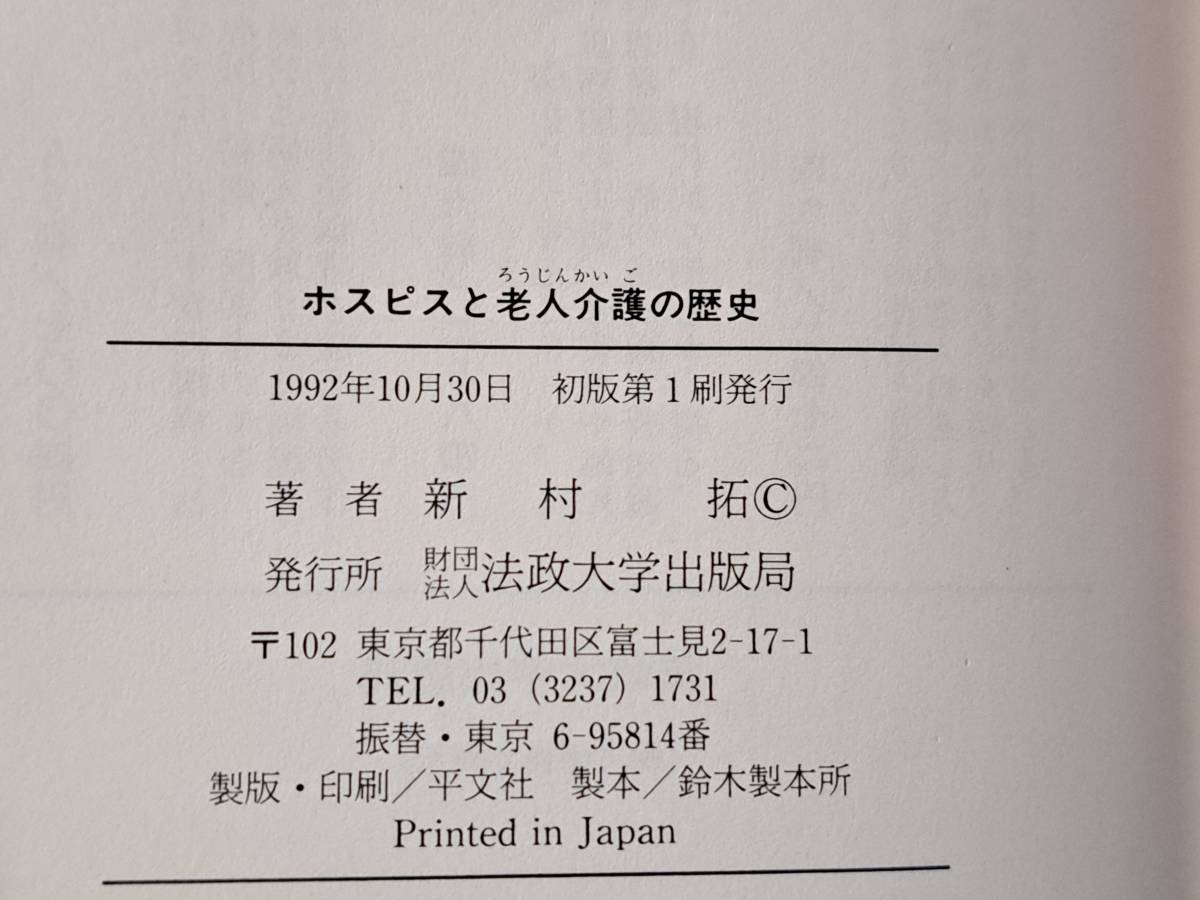 ろうじんかいご
ホスピスと老人介護の歴史
1992年10月30日 初版第1刷発行
著者 新村 拓©
発行所 財団法人法政大学出版局
〒102 東京都千代田区富士見2-17-1
TEL. 03 (3237) 1731
振替・東京 6-95814番
製版・印刷/平文社 製本/鈴木製本所
Printed in Japan